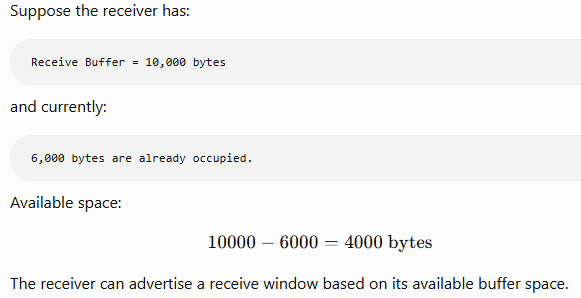 Suppose the receiver has:
Receive Buffer = 10,000 bytes
and currently:
6,000 bytes are already occupied.
Available space:
10000 − 6000 = 4000 bytes
The receiver can advertise a receive window based on its available buffer space.